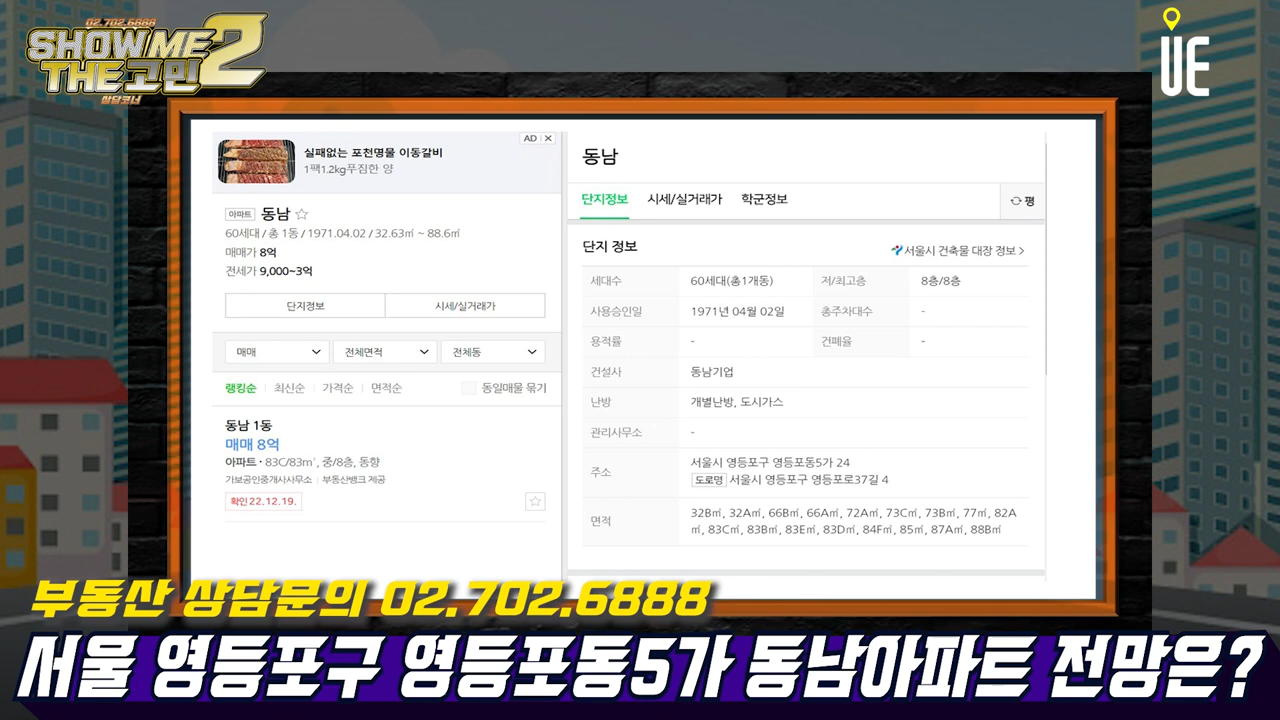 02.702.6888
SHOW ME
THE고민2
상담코너
UE
AD X
실패없는 포천명물 이동갈비
1팩1.2kg푸짐한 양
아파트 동남
60세대 / 총 1동 / 1971.04.02 / 32.63㎡ ~ 88.6㎡
매매가 8억
전세가 9,000~3억
단지정보 시세/실거래가
매매 전체면적 전체동
랭킹순 최신순 가격순 면적순 동일매물 묶기
동남 1동
매매 8억
아파트 · 83C/83m², 중/8층, 동향
가보공인중개사사무소 부동산뱅크 제공
확인 22.12.19.
동남
단지정보 시세/실거래가 학군정보 평
단지 정보 서울시 건축물 대장 정보 >
세대수 60세대(총1개동) 저/최고층 8층/8층
사용승인일 1971년 04월 02일 총주차대수 -
용적률 - 건폐율 -
건설사 동남기업
난방 개별난방, 도시가스
관리사무소 -
주소 서울시 영등포구 영등포동5가 24
도로명 서울시 영등포구 영등포로37길 4
면적 32B㎡, 32A㎡, 66B㎡, 66A㎡, 72A㎡, 73C㎡, 73B㎡, 77㎡, 82A
㎡, 83C㎡, 83B㎡, 83E㎡, 83D㎡, 84F㎡, 85㎡, 87A㎡, 88B㎡
부동산 상담문의 02.702.6888
서울 영등포구 영등포동5가 동남아파트 전망은?